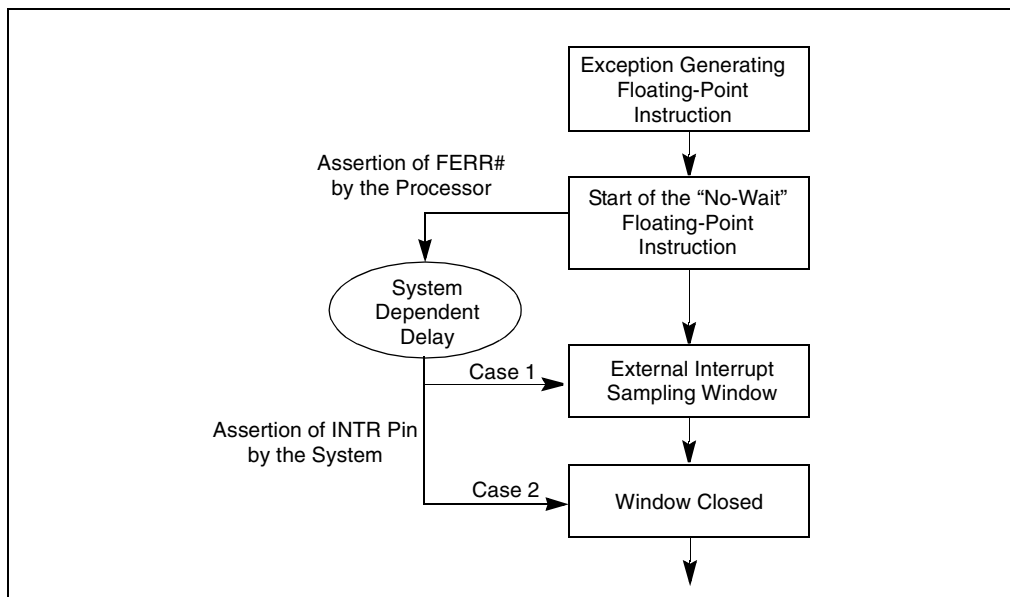 Exception Generating
Floating-Point
Instruction
Assertion of FERR#
by the Processor
Start of the “No-Wait”
Floating-Point
Instruction
System
Dependent
Delay
Case 1
External Interrupt
Sampling Window
Assertion of INTR Pin
by the System
Case 2
Window Closed